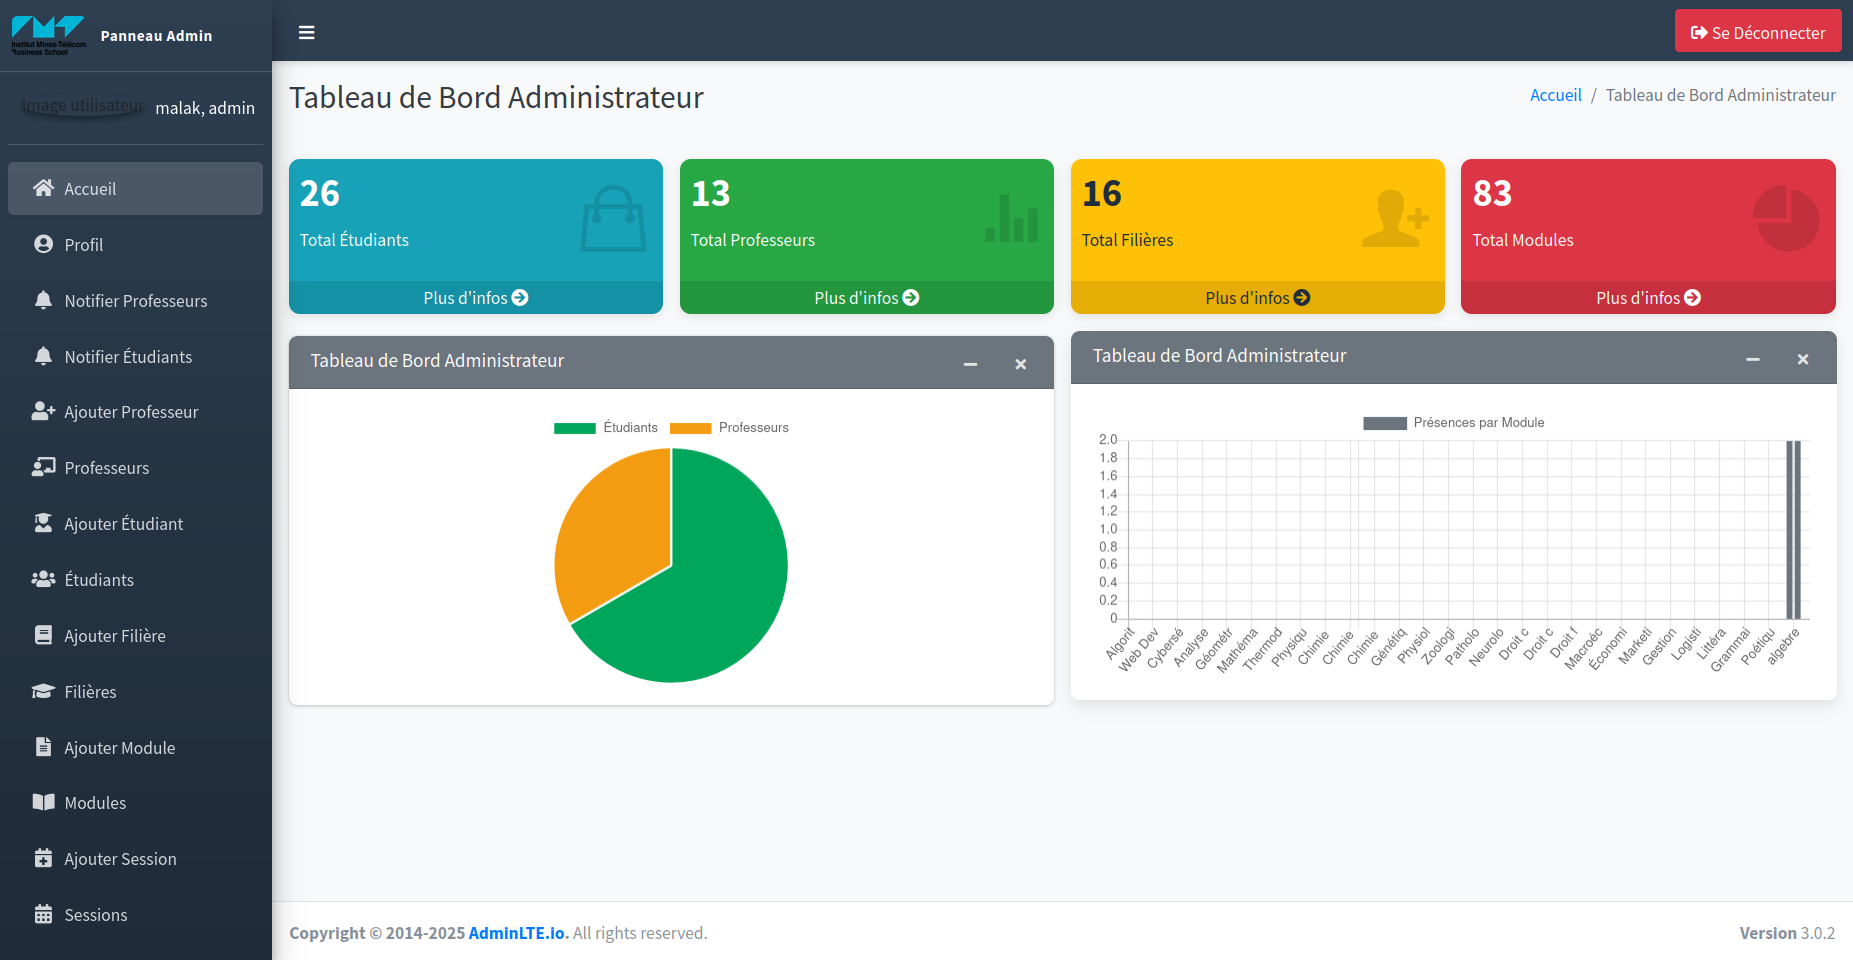 Institut Mines-Télécom
Business School
Panneau Admin
Se Déconnecter
Image utilisateur
malak, admin
Accueil
Profil
Notifier Professeurs
Notifier Étudiants
Ajouter Professeur
Professeurs
Ajouter Étudiant
Étudiants
Ajouter Filière
Filières
Ajouter Module
Modules
Ajouter Session
Sessions
Tableau de Bord Administrateur
Accueil / Tableau de Bord Administrateur
26
Total Étudiants
Plus d'infos
13
Total Professeurs
Plus d'infos
16
Total Filières
Plus d'infos
83
Total Modules
Plus d'infos
Tableau de Bord Administrateur
Étudiants Professeurs
Tableau de Bord Administrateur
Présences par Module
2.0
1.8
1.6
1.4
1.2
1.0
0.8
0.6
0.4
0.2
0
Algorit
Web Dev
Cybersé
Analyse
Géométr
Mathéma
Thermod
Physiqu
Chimie
Chimie
Chimie
Génétiq
Physiol
Zoologi
Patholo
Neurolo
Droit c
Droit c
Droit f
Macroéc
Économi
Marketi
Gestion
Logisti
Littéra
Grammai
Poétiqu
algebre
Copyright © 2014-2025 AdminLTE.io. All rights reserved.
Version 3.0.2